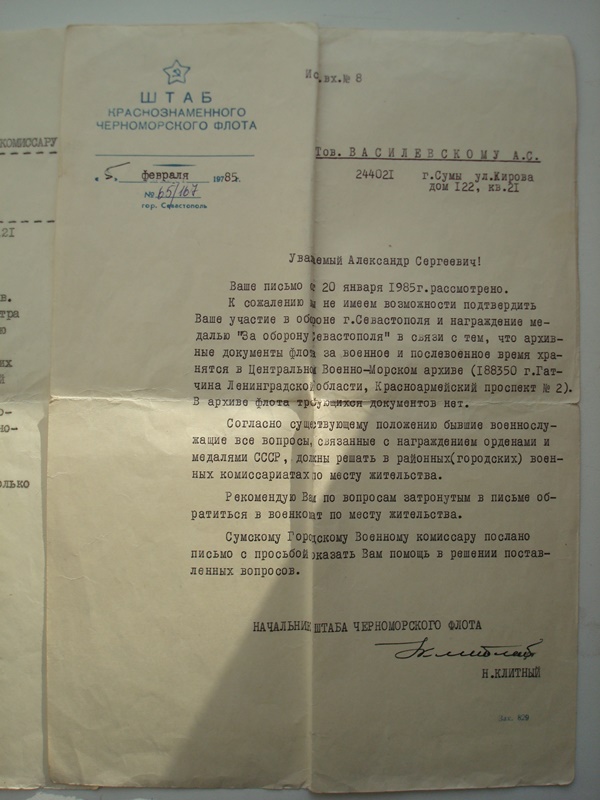 Ис.вх.№ 8
ШТАБ
КРАСНОЗНАМЕННОГО
ЧЕРНОМОРСКОГО ФЛОТА
КОМИССАРУ
Тов. ВАСИЛЕВСКОМУ А.С.
„5„ февраля 1985г.
244021 г.Сумы ул.Кирова
дом 122, кв.21
№ 65/167
гор. Севастополь
21
Уважаемый Александр Сергеевич!
Ваше письмо от 20 января 1985г.рассмотрено.
К сожалению не имеем возможности подтвердить
Ваше участие в обороне г.Севастополя и награждение ме-
далью "За оборону Севастополя" в связи с тем, что архив-
ные документы флота за военное и послевоенное время хра-
нятся в Центральном Военно-Морском архиве (188350 г.Гат-
чина Ленинградской области, Красноармейский проспект № 2).
В архиве флота требующихся документов нет.
Согласно существующему положению бывшие военнослу-
жащие все вопросы, связанные с награждением орденами и
медалями СССР, должны решать в районных(городских) воен-
ных комиссариатах по месту жительства.
Рекомендую Вам по вопросам затронутым в письме об-
ратиться в военкомат по месту жительства.
Сумскому Городскому Военному комиссару послано
письмо с просьбой оказать Вам помощь в решении постав-
ленных вопросов.
НАЧАЛЬНИК ШТАБА ЧЕРНОМОРСКОГО ФЛОТА
Н.КЛИТНЫЙ
Зак. 829